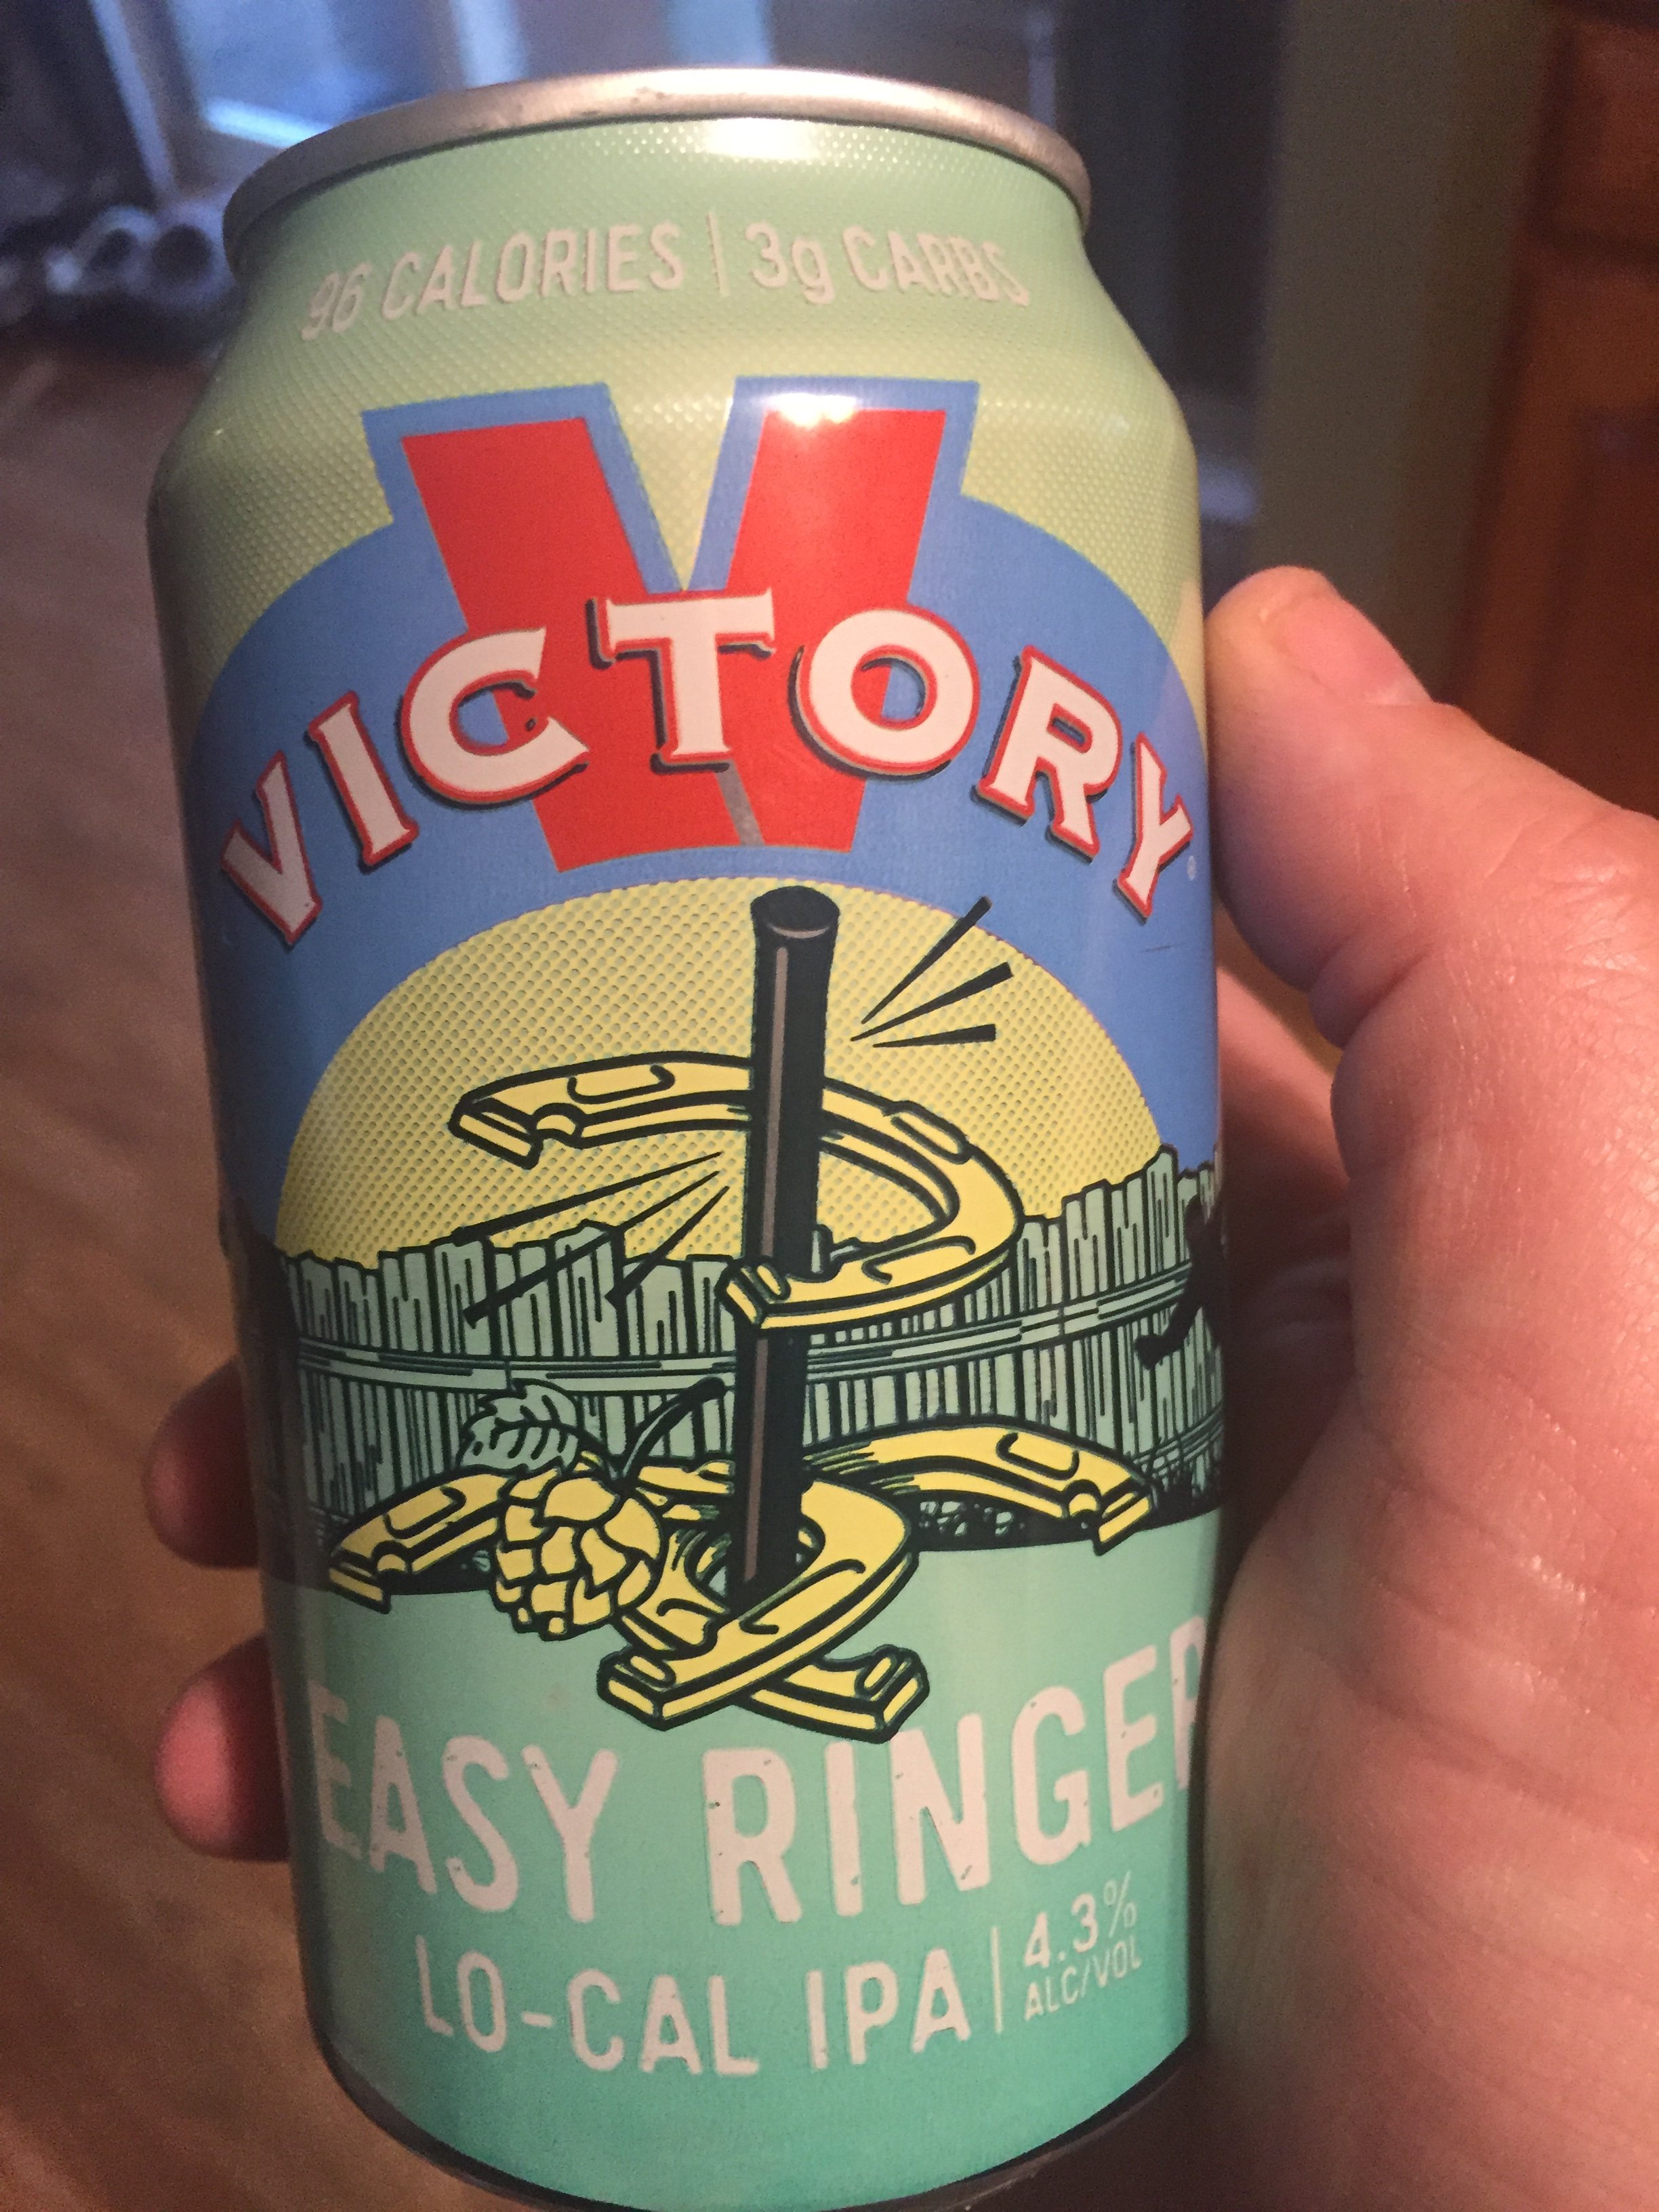 96 CALORIES | 3g CARBS
V
VICTORY®
EASY RINGER
LO-CAL IPA | 4.3%
ALC/VOL